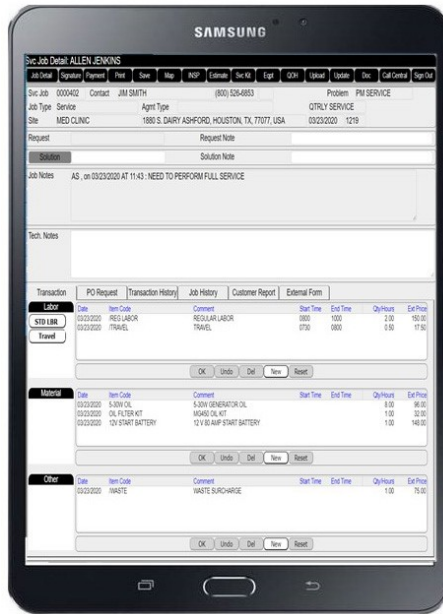 SAMSUNG
Svc Job Detail: ALLEN JENKINS
Job Detail Signature Payment Print Save Map INSP Estimate Svc Kit Eqpt QOH Upload Update Doc Call Central Sign Out
Svc Job 0000402 Contact JIM SMITH (800) 526-6853 Problem PM SERVICE
Job Type Service Agmt Type QTRLY SERVICE
Site MED CLINIC 1880 S. DAIRY ASHFORD, HOUSTON, TX, 77077, USA 03/23/2020 1219
Request Request Note
Solution Solution Note
Job Notes AS , on 03/23/2020 AT 11:43 : NEED TO PERFORM FULL SERVICE
Tech. Notes
Transaction PO Request Transaction History Job History Customer Report External Form
Labor Date Item Code Comment Start Time End Time Qty/Hours Ext Price
STD LBR 03/23/2020 /REG LABOR REGULAR LABOR 0800 1000 2.00 150.00
Travel 03/23/2020 /TRAVEL TRAVEL 0730 0800 0.50 17.50
OK Undo Del New Reset
Material Date Item Code Comment Start Time End Time Qty/Hours Ext Price
03/23/2020 5-30W OIL 5-30W GENERATOR OIL 8.00 96.00
03/23/2020 OIL FILTER KIT MG450 OIL KIT 1.00 32.00
03/23/2020 12V START BATTERY 12 V 80 AMP START BATTERY 1.00 148.00
OK Undo Del New Reset
Other Date Item Code Comment Start Time End Time Qty/Hours Ext Price
03/23/2020 /WASTE WASTE SURCHARGE 1.00 75.00
OK Undo Del New Reset